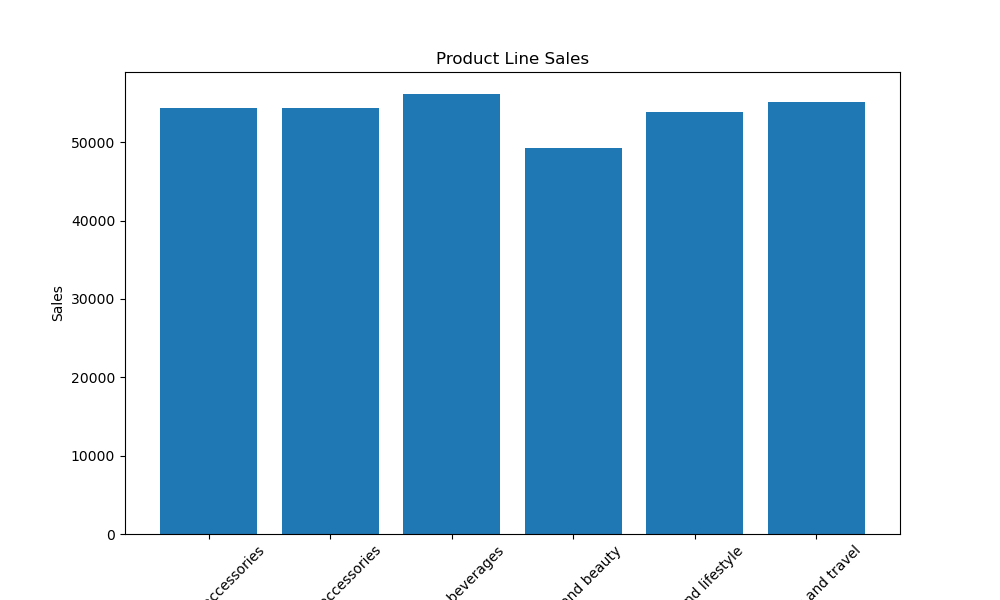 Product Line Sales
Sales
50000
40000
30000
20000
10000
0
accessories
accessories
beverages
and beauty
and lifestyle
and travel